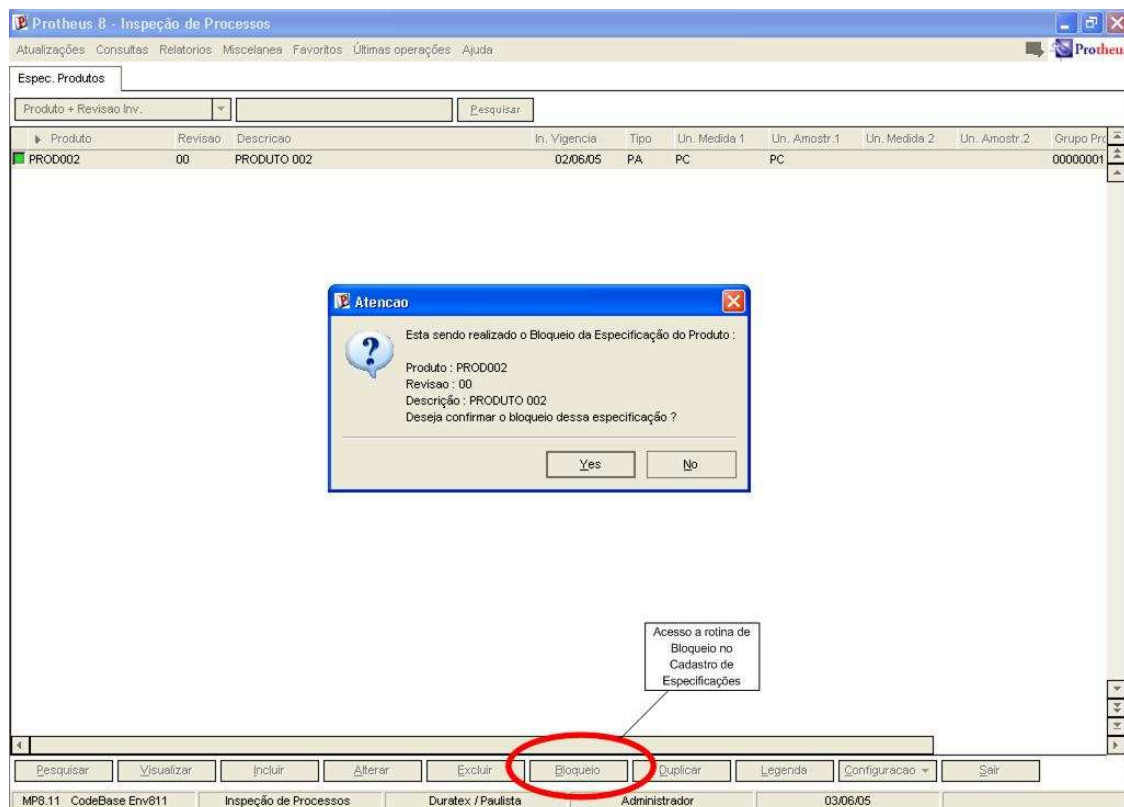 Protheus 8 - Inspeção de Processos
Atualizações Consultas Relatorios Miscelanea Favoritos Últimas operações Ajuda
Protheu
Espec. Produtos
Produto + Revisao Inv. Pesquisar
Produto Revisao Descricao In. Vigencia Tipo Un. Medida 1 Un. Amostr.1 Un. Medida 2 Un. Amostr.2 Grupo Prc
PROD002 00 PRODUTO 002 02/06/05 PA PC PC 00000001
Atencao
Esta sendo realizado o Bloqueio da Especificação do Produto :
Produto : PROD002
Revisao : 00
Descrição : PRODUTO 002
Deseja confirmar o bloqueio dessa especificação ?
Yes No
Acesso a rotina de
Bloqueio no
Cadastro de
Especificações
Pesquisar Visualizar Incluir Alterar Excluir Bloqueio Duplicar Legenda Configuracao Sair
MP8.11 CodeBase Env811 Inspeção de Processos Duratex / Paulista Administrador 03/06/05